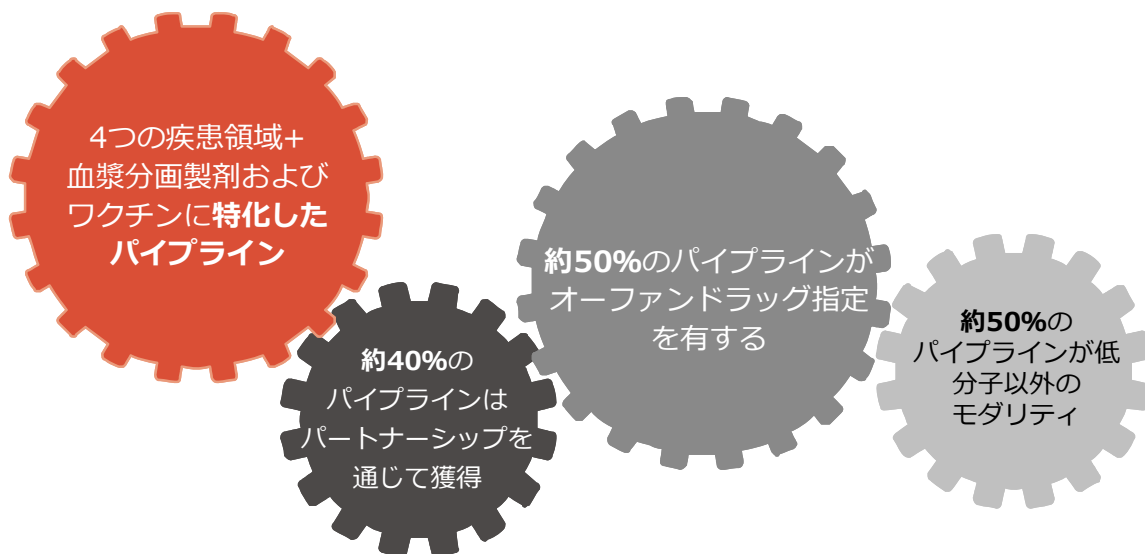 4つの疾患領域+
血漿分画製剤および
ワクチンに特化した
パイプライン
約40%の
パイプラインは
パートナーシップを
通じて獲得
約50%のパイプラインが
オーファンドラッグ指定
を有する
約50%の
パイプラインが低
分子以外の
モダリティ